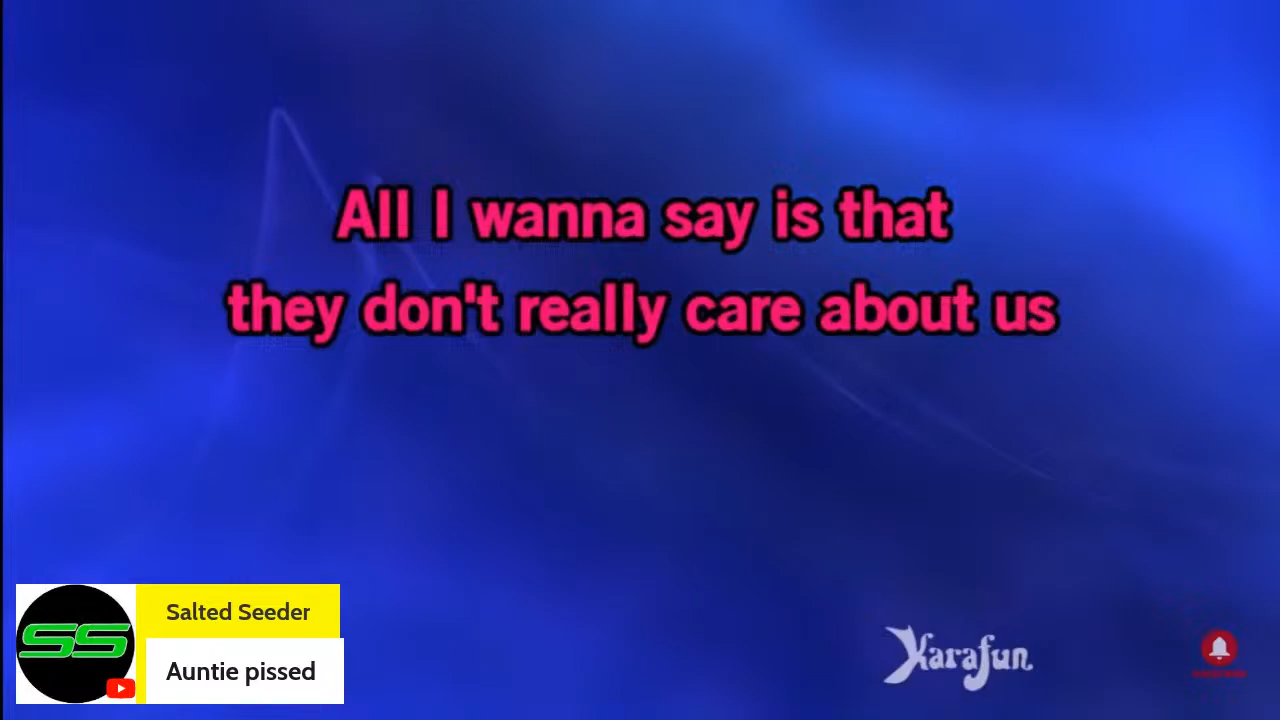 All I wanna say is that
they don't really care about us
SS
Salted Seeder
Auntie pissed
Karafun